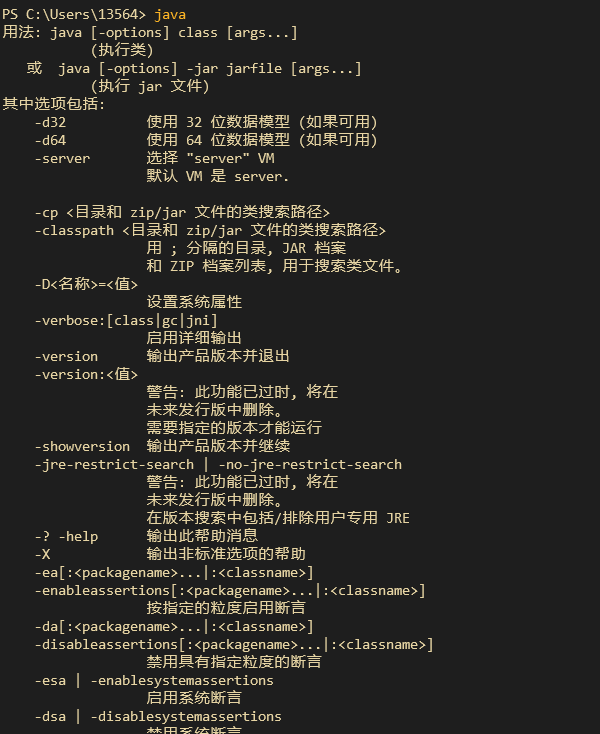 PS C:\Users\13564> java
用法: java [-options] class [args...]
(执行类)
或  java [-options] -jar jarfile [args...]
(执行 jar 文件)
其中选项包括:
-d32 使用 32 位数据模型 (如果可用)
-d64 使用 64 位数据模型 (如果可用)
-server 选择 "server" VM
默认 VM 是 server.
-cp <目录和 zip/jar 文件的类搜索路径>
-classpath <目录和 zip/jar 文件的类搜索路径>
用 ; 分隔的目录, JAR 档案
和 ZIP 档案列表, 用于搜索类文件。
-D<名称>=<值>
设置系统属性
-verbose:[class|gc|jni]
启用详细输出
-version 输出产品版本并退出
-version:<值>
警告: 此功能已过时, 将在
未来发行版中删除。
需要指定的版本才能运行
-showversion 输出产品版本并继续
-jre-restrict-search | -no-jre-restrict-search
警告: 此功能已过时, 将在
未来发行版中删除。
在版本搜索中包括/排除用户专用 JRE
-? -help 输出此帮助消息
-X 输出非标准选项的帮助
-ea[:<packagename>...|:<classname>]
-enableassertions[:<packagename>...|:<classname>]
按指定的粒度启用断言
-da[:<packagename>...|:<classname>]
-disableassertions[:<packagename>...|:<classname>]
禁用具有指定粒度的断言
-esa | -enablesystemassertions
启用系统断言
-dsa | -disablesystemassertions
禁用系统断言